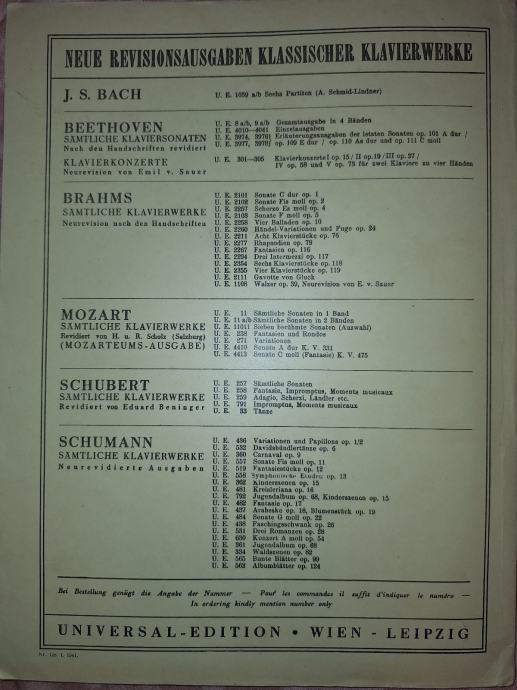 NEUE REVISIONSAUSGABEN KLASSISCHER KLAVIERWERKE
J. S. BACH
U. E. 1059 a/b Sechs Partiten (A. Schmid-Lindner)
BEETHOVEN
SÄMTLICHE KLAVIERSONATEN
Nach den Handschriften revidiert
U. E. 8 a/b, 9 a/b Gesamtausgabe in 4 Bänden
U. E. 4010—4041 Einzelausgaben
U. E. 3974, 3976 Erläuterungsausgaben der letzten Sonaten op. 101 A dur /
U. E. 3977, 3978 op. 109 E dur / op. 110 As dur und op. 111 C moll
KLAVIERKONZERTE
Neurevision von Emil v. Sauer
U. E. 301—305 Klavierkonzerte I op. 15 / II op. 19 / III op. 37 /
IV op. 58 und V op. 73 für zwei Klaviere zu vier Händen
BRAHMS
SÄMTLICHE KLAVIERWERKE
Neurevision nach den Handschriften
U. E. 2101 Sonate C dur op. 1
U. E. 2102 Sonate Fis moll op. 2
U. E. 2257 Scherzo Es moll op. 4
U. E. 2103 Sonate F moll op. 5
U. E. 2258 Vier Balladen op. 10
U. E. 2260 Händel-Variationen und Fuge op. 24
U. E. 2211 Acht Klavierstücke op. 76
U. E. 2277 Rhapsodien op. 79
U. E. 2267 Fantasien op. 116
U. E. 2294 Drei Intermezzi op. 117
U. E. 2354 Sechs Klavierstücke op. 118
U. E. 2355 Vier Klavierstücke op. 119
U. E. 2111 Gavotte von Gluck
U. E. 1108 Walzer op. 39, Neurevision von E. v. Sauer
MOZART
SÄMTLICHE KLAVIERWERKE
Revidiert von H. u. R. Scholz (Salzburg)
(MOZARTEUMS-AUSGABE)
U. E. 11 Sämtliche Sonaten in 1 Band
U. E. 11 a/b Sämtliche Sonaten in 2 Bänden
U. E. 11011 Sieben berühmte Sonaten (Auswahl)
U. E. 238 Fantasien und Rondos
U. E. 271 Variationen
U. E. 4410 Sonate A dur K. V. 331
U. E. 4413 Sonate C moll (Fantasie) K. V. 475
SCHUBERT
SÄMTLICHE KLAVIERWERKE
Revidiert von Eduard Beninger
U. E. 257 Sämtliche Sonaten
U. E. 258 Fantasie, Impromptus, Moments musicaux
U. E. 259 Adagio, Scherzi, Ländler etc.
U. E. 791 Impromptus, Moments musicaux
U. E. 33 Tänze
SCHUMANN
SÄMTLICHE KLAVIERWERKE
Neurevidierte Ausgaben
U. E. 436 Variationen und Papillons op. 1/2
U. E. 532 Davidsbündlertänze op. 6
U. E. 360 Carnaval op. 9
U. E. 557 Sonate Fis moll op. 11
U. E. 519 Fantasiestücke op. 12
U. E. 558 Symphonische Etuden op. 13
U. E. 362 Kinderszenen op. 15
U. E. 481 Kreisleriana op. 16
U. E. 792 Jugendalbum op. 68, Kinderszenen op. 15
U. E. 482 Fantasie op. 17
U. E. 437 Arabeske op. 18, Blumenstück op. 19
U. E. 484 Sonate G moll op. 22
U. E. 438 Faschingsschwank op. 26
U. E. 531 Drei Romanzen op. 28
U. E. 630 Konzert A moll op. 54
U. E. 361 Jugendalbum op. 68
U. E. 334 Waldszenen op. 82
U. E. 565 Bunte Blätter op. 99
U. E. 563 Albumblätter op. 124
Bei Bestellung genügt die Angabe der Nummer — Pour les commandes il suffit d'indiquer le numéro —
In ordering kindly mention number only
UNIVERSAL-EDITION • WIEN - LEIPZIG